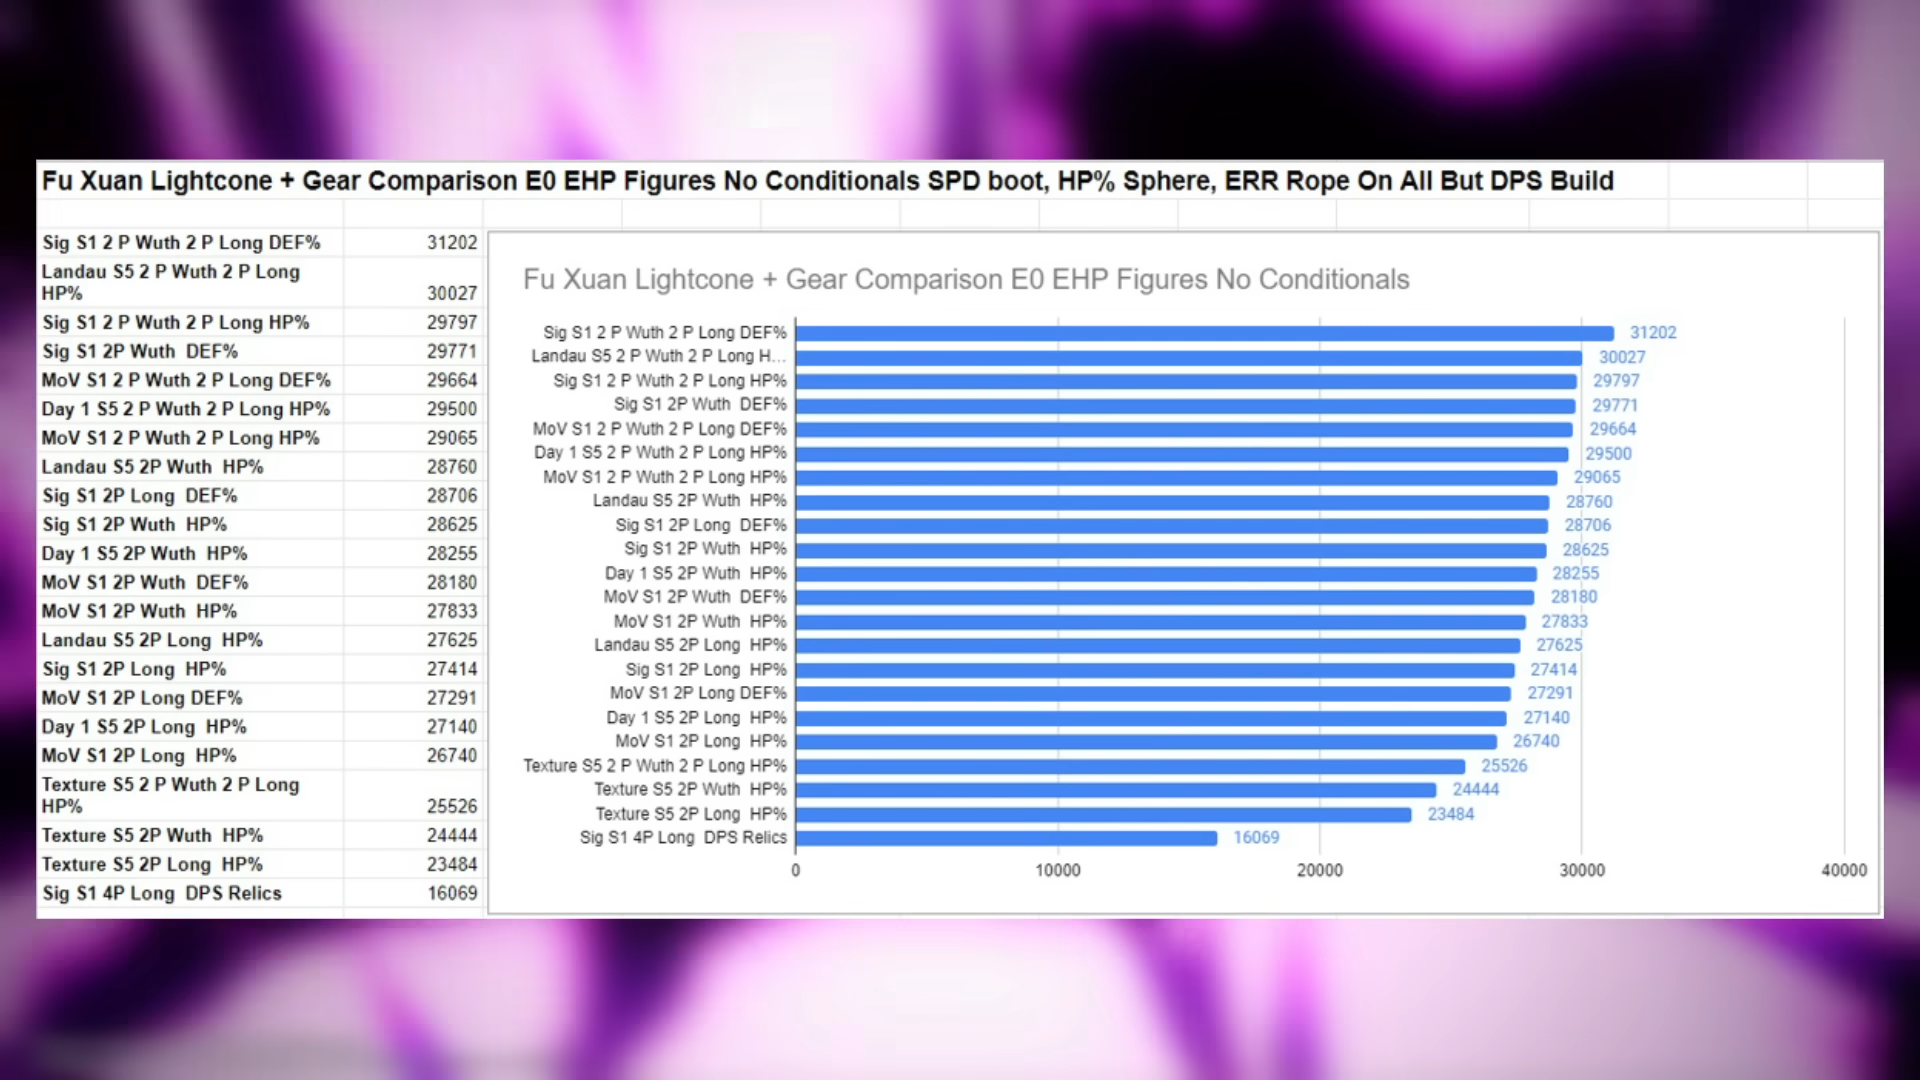 Fu Xuan Lightcone + Gear Comparison E0 EHP Figures No Conditionals SPD boot, HP% Sphere, ERR Rope On All But DPS Build
Sig S1 2 P Wuth 2 P Long DEF% 31202
Landau S5 2 P Wuth 2 P Long
HP% 30027
Sig S1 2 P Wuth 2 P Long HP% 29797
Sig S1 2P Wuth DEF% 29771
MoV S1 2 P Wuth 2 P Long DEF% 29664
Day 1 S5 2 P Wuth 2 P Long HP% 29500
MoV S1 2 P Wuth 2 P Long HP% 29065
Landau S5 2P Wuth HP% 28760
Sig S1 2P Long DEF% 28706
Sig S1 2P Wuth HP% 28625
Day 1 S5 2P Wuth HP% 28255
MoV S1 2P Wuth DEF% 28180
MoV S1 2P Wuth HP% 27833
Landau S5 2P Long HP% 27625
Sig S1 2P Long HP% 27414
MoV S1 2P Long DEF% 27291
Day 1 S5 2P Long HP% 27140
MoV S1 2P Long HP% 26740
Texture S5 2 P Wuth 2 P Long
HP% 25526
Texture S5 2P Wuth HP% 24444
Texture S5 2P Long HP% 23484
Sig S1 4P Long DPS Relics 16069
Fu Xuan Lightcone + Gear Comparison E0 EHP Figures No Conditionals
Sig S1 2 P Wuth 2 P Long DEF% 31202
Landau S5 2 P Wuth 2 P Long H... 30027
Sig S1 2 P Wuth 2 P Long HP% 29797
Sig S1 2P Wuth DEF% 29771
MoV S1 2 P Wuth 2 P Long DEF% 29664
Day 1 S5 2 P Wuth 2 P Long HP% 29500
MoV S1 2 P Wuth 2 P Long HP% 29065
Landau S5 2P Wuth HP% 28760
Sig S1 2P Long DEF% 28706
Sig S1 2P Wuth HP% 28625
Day 1 S5 2P Wuth HP% 28255
MoV S1 2P Wuth DEF% 28180
MoV S1 2P Wuth HP% 27833
Landau S5 2P Long HP% 27625
Sig S1 2P Long HP% 27414
MoV S1 2P Long DEF% 27291
Day 1 S5 2P Long HP% 27140
MoV S1 2P Long HP% 26740
Texture S5 2 P Wuth 2 P Long HP% 25526
Texture S5 2P Wuth HP% 24444
Texture S5 2P Long HP% 23484
Sig S1 4P Long DPS Relics 16069
0 10000 20000 30000 40000